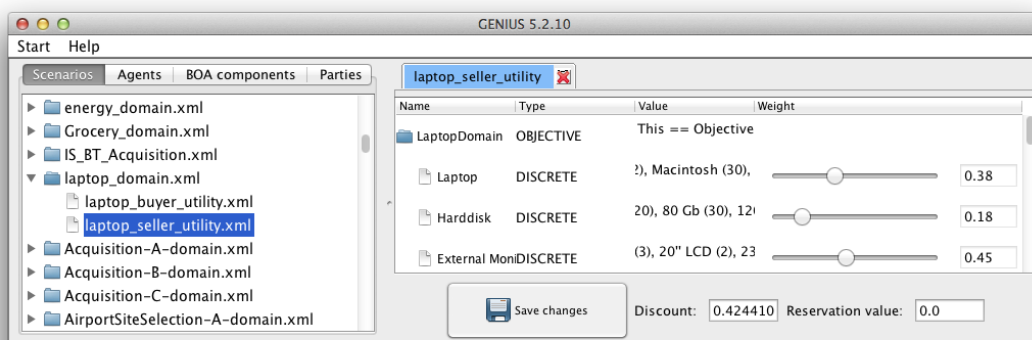 GENIUS 5.2.10
Start Help
Scenarios Agents BOA components Parties
energy_domain.xml
Grocery_domain.xml
IS_BT_Acquisition.xml
laptop_domain.xml
laptop_buyer_utility.xml
laptop_seller_utility.xml
Acquisition-A-domain.xml
Acquisition-B-domain.xml
Acquisition-C-domain.xml
AirportSiteSelection-A-domain.xml
laptop_seller_utility
Name Type Value Weight
LaptopDomain OBJECTIVE This == Objective
Laptop DISCRETE 2), Macintosh (30), 0.38
Harddisk DISCRETE 20), 80 Gb (30), 12 0.18
External Moni DISCRETE (3), 20" LCD (2), 23 0.45
Save changes Discount: 0.424410 Reservation value: 0.0